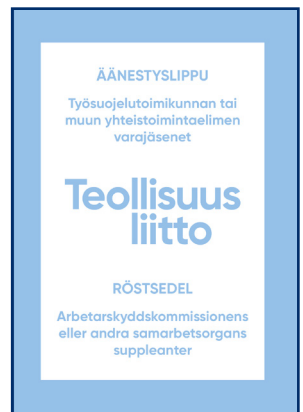 ÄÄNESTYSLIPPU
Työsuojelutoimikunnan tai
muun yhteistoimintaelimen
varajäsenet
Teollisuus
liitto
RÖSTSEDEL
Arbetarskyddskommissionens
eller andra samarbetsorgans
suppleanter